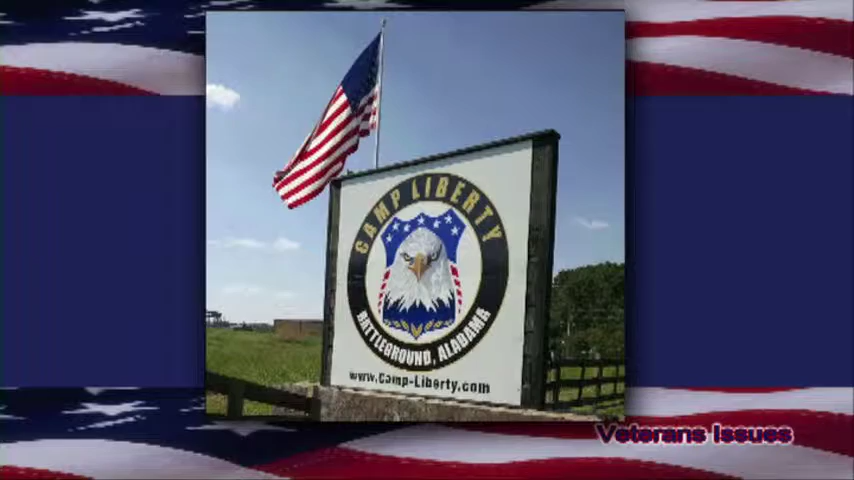 CAMP LIBERTY
BATTLEGROUND, ALABAMA
www.Camp-Liberty.com
Veterans Issues